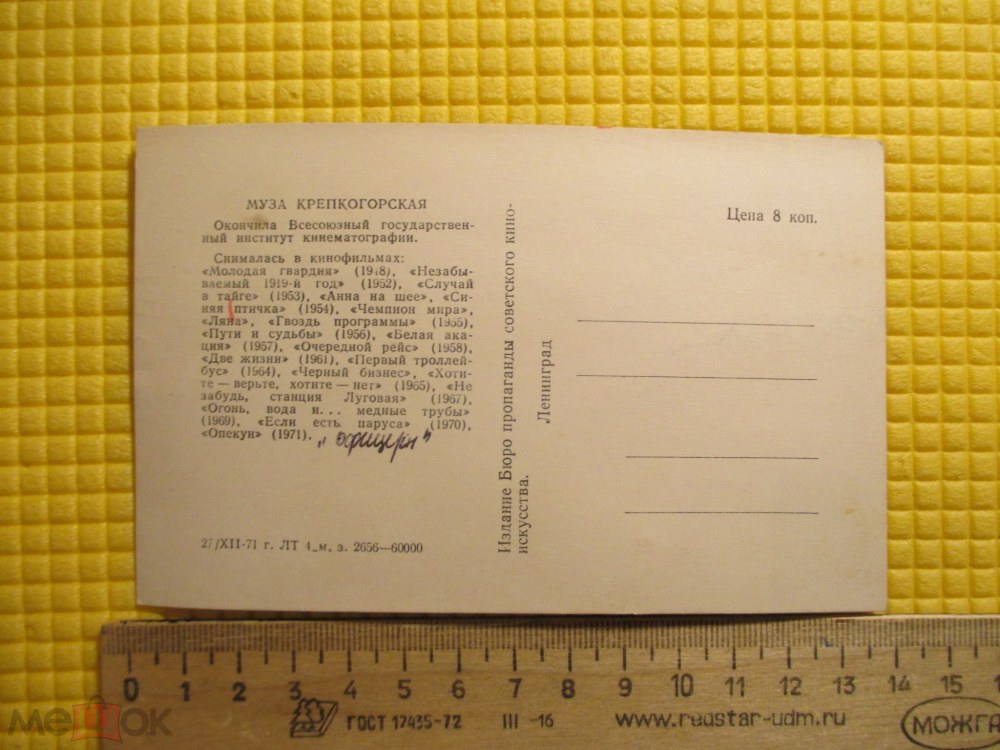 МУЗА КРЕПКОГОРСКАЯ
Окончила Всесоюзный государствен-
ный институт кинематографии.
Снималась в кинофильмах:
«Молодая гвардия» (1948), «Незабы-
ваемый 1919-й год» (1952), «Случай
в тайге» (1953), «Анна на шее», «Си-
няя птичка» (1954), «Чемпион мира»,
«Ляна», «Гвоздь программы» (1955),
«Пути и судьбы» (1956), «Белая ака-
ция» (1957), «Очередной рейс» (1958),
«Две жизни» (1961), «Первый троллей-
бус» (1964), «Черный бизнес», «Хоти-
те — верьте, хотите — нет» (1965), «Не
забудь, станция Луговая» (1967),
«Огонь, вода и... медные трубы»
(1969), «Если есть паруса» (1970),
«Опекун» (1971). „Офицеры"
27/XII-71 г. ЛТ 4_м. з. 2656—60000
Издание Бюро пропаганды советского кино-
искусства.
Ленинград
Цена 8 коп.
0 1 2 3 4 5 6 7 8 9 10 11 12 13 14 15 1
ГОСТ 17435-72 III -16 www.redstar-udm.ru МОЖГА
мешок